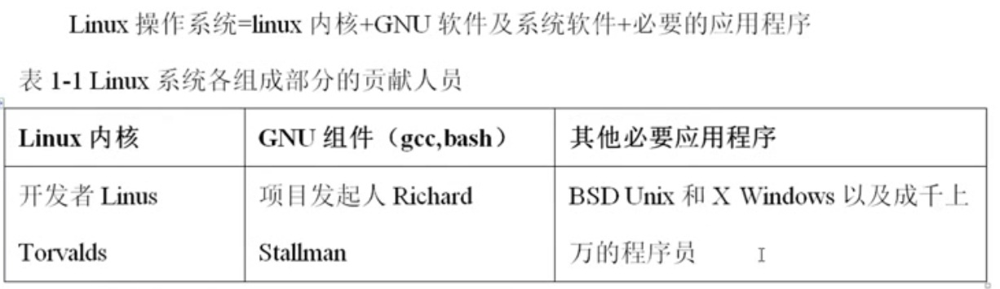 Linux 操作系统=linux 内核+GNU 软件及系统软件+必要的应用程序
表 1-1 Linux 系统各组成部分的贡献人员
Linux 内核
GNU 组件（gcc,bash）
其他必要应用程序
开发者 Linus
Torvalds
项目发起人 Richard
Stallman
BSD Unix 和 X Windows 以及成千上
万的程序员